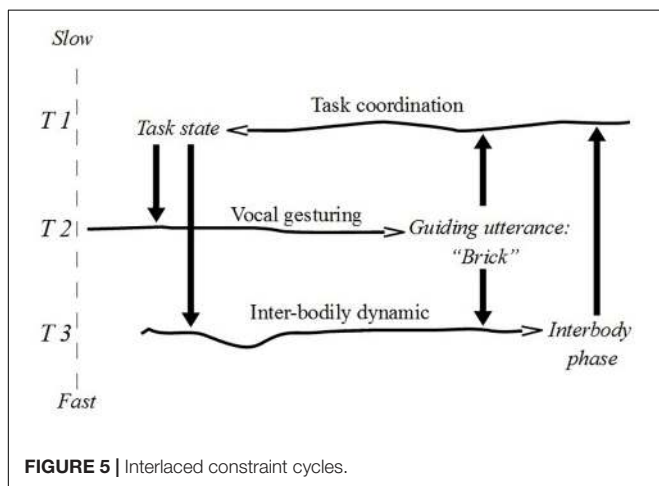 Slow
Task coordination
T 1
Task state
Vocal gesturing
T 2
Guiding utterance:
"Brick"
Inter-bodily dynamic
T 3
Interbody
phase
Fast
FIGURE 5 | Interlaced constraint cycles.